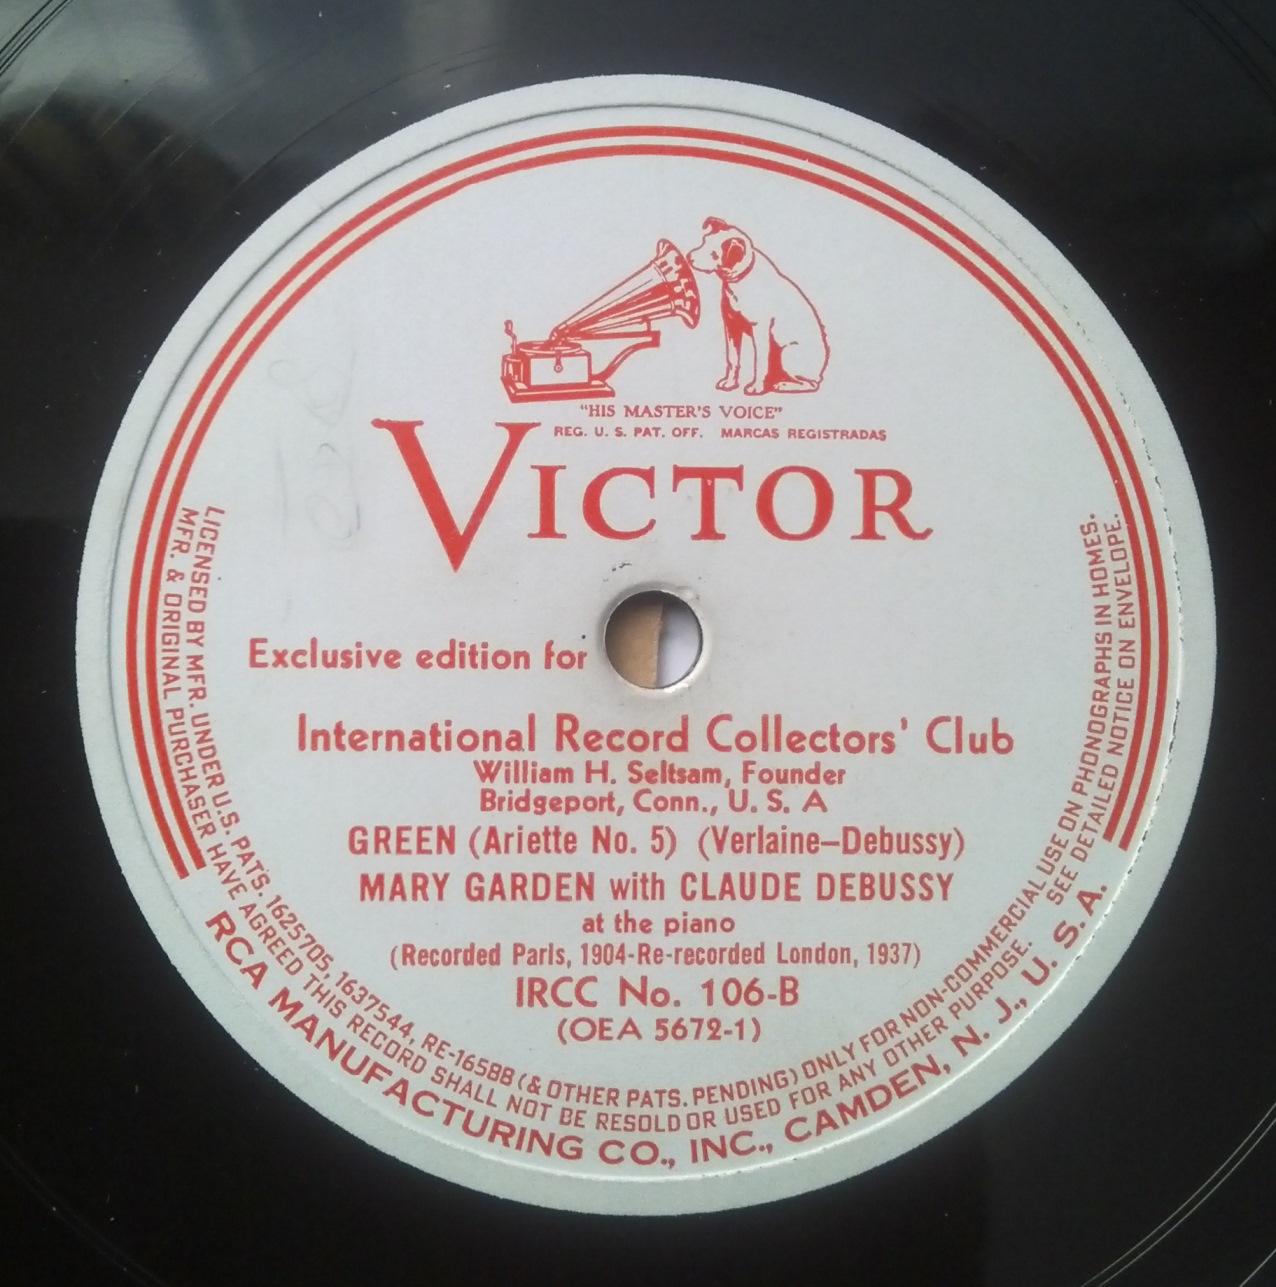 "HIS MASTER'S VOICE"
REG. U. S. PAT. OFF. MARCAS REGISTRADAS
VICTOR
Exclusive edition for
International Record Collectors' Club
William H. Seltsam, Founder
Bridgeport, Conn., U. S. A
GREEN (Ariette No. 5) (Verlaine—Debussy)
MARY GARDEN with CLAUDE DEBUSSY
at the piano
(Recorded Paris, 1904-Re-recorded London, 1937)
IRCC No. 106-B
(OEA 5672-1)
LICENSED BY MFR. UNDER U.S. PAT'S. 1625705, 1637544, RE-16588 (& OTHER PATS. PENDING) ONLY FOR NON-COMMERCIAL USE ON PHONOGRAPHS IN HOMES.
MFR. & ORIGINAL PURCHASER HAVE AGREED THIS RECORD SHALL NOT BE RESOLD OR USED FOR ANY OTHER PURPOSE. SEE DETAILED NOTICE ON ENVELOPE.
RCA MANUFACTURING CO., INC., CAMDEN, N. J., U. S. A.